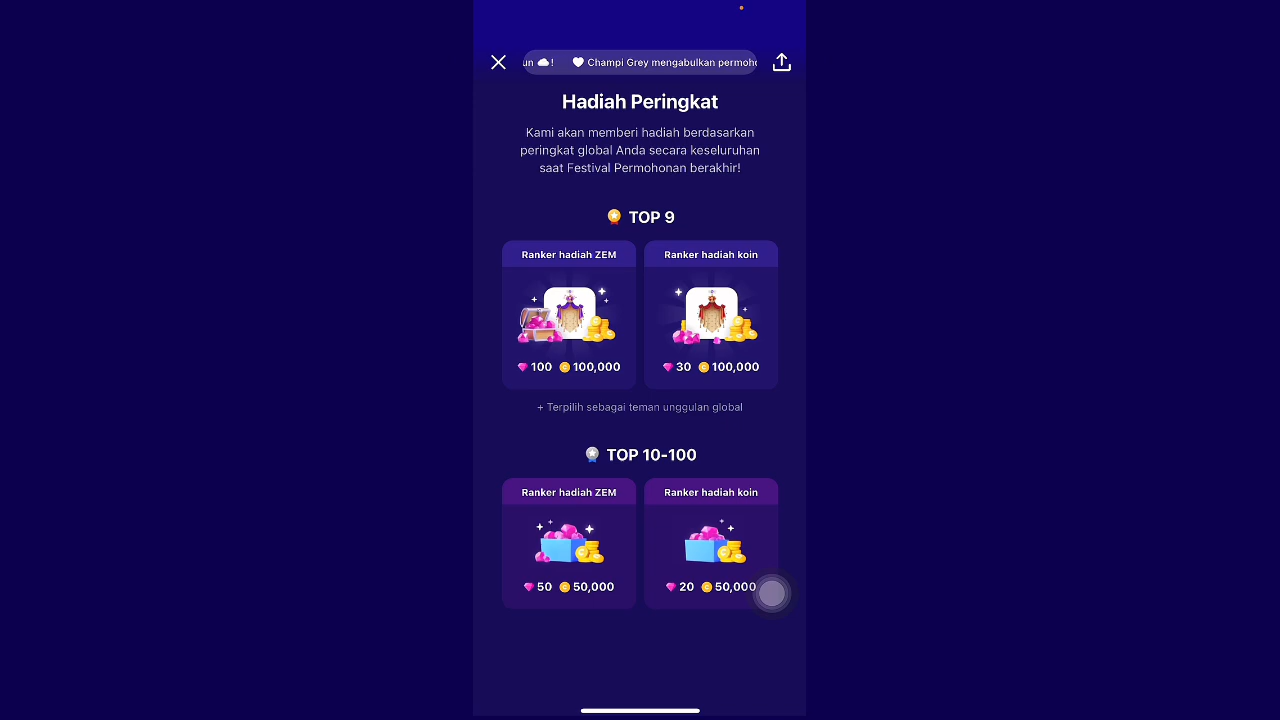 un ☁!
🤍 Champi Grey mengabulkan
Hadiah Peringkat
Kami akan memberi hadiah berdasarkan
peringkat global Anda secara keseluruhan
saat Festival Permohonan berakhir!
TOP 9
Ranker hadiah ZEM
Ranker hadiah koin
100 100,000
30 100,000
+ Terpilih sebagai teman unggulan global
TOP 10-100
Ranker hadiah ZEM
Ranker hadiah koin
50 50,000
20 50,000